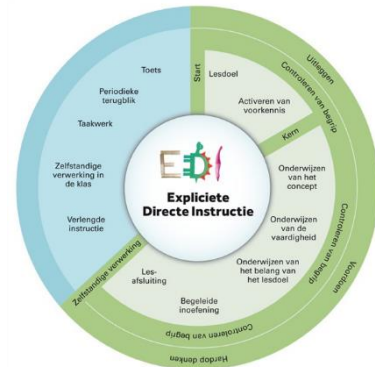 EDI
Expliciete
Directe Instructie
Start
Lesdoel
Activeren van
voorkennis
Kern
Onderwijzen
van het
concept
Onderwijzen
van de
vaardigheid
Onderwijzen van
het belang van
het lesdoel
Begeleide
inoefening
Les-
afsluiting
Zelfstandige verwerking
Verlengde
instructie
Zelfstandige
verwerking in
de klas
Taakwerk
Periodieke
terugblik
Toets
Uitleggen
Controleren van begrip
Voordoen
Controleren van begrip
Hardop denken
Controleren van begrip